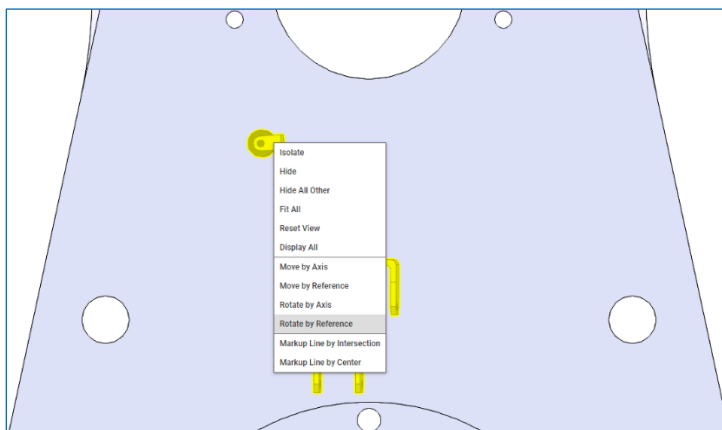 Isolate
Hide
Hide All Other
Fit All
Reset View
Display All
Move by Axis
Move by Reference
Rotate by Axis
Rotate by Reference
Markup Line by Intersection
Markup Line by Center